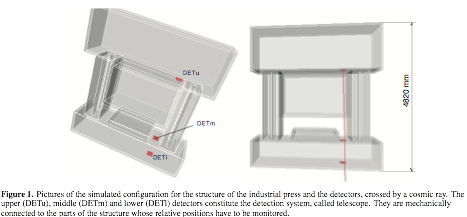 DETu
DETm
DETl
4820 mm
Figure 1. Pictures of the simulated configuration for the structure of the industrial press and the detectors, crossed by a cosmic ray. The
upper (DETu), middle (DETm) and lower (DETl) detectors constitute the detection system, called telescope. They are mechanically
connected to the parts of the structure whose relative positions have to be monitored.